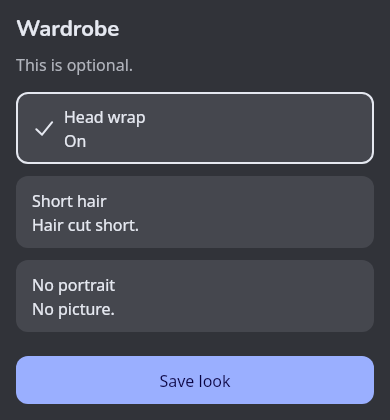 Wardrobe
This is optional.
Head wrap
On
Short hair
Hair cut short.
No portrait
No picture.
Save look